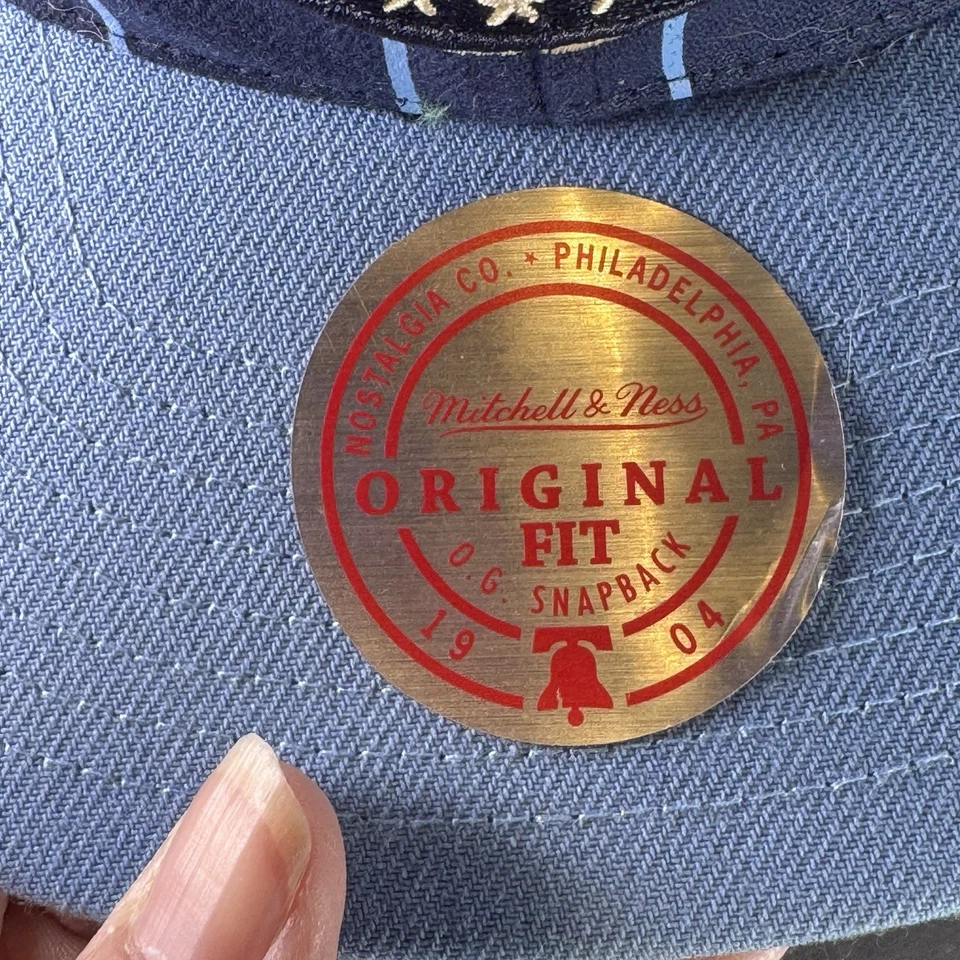 NOSTALGIA CO. ★ PHILADELPHIA, PA
Mitchell & Ness
ORIGINAL
FIT
O.G. SNAPBACK
19 04